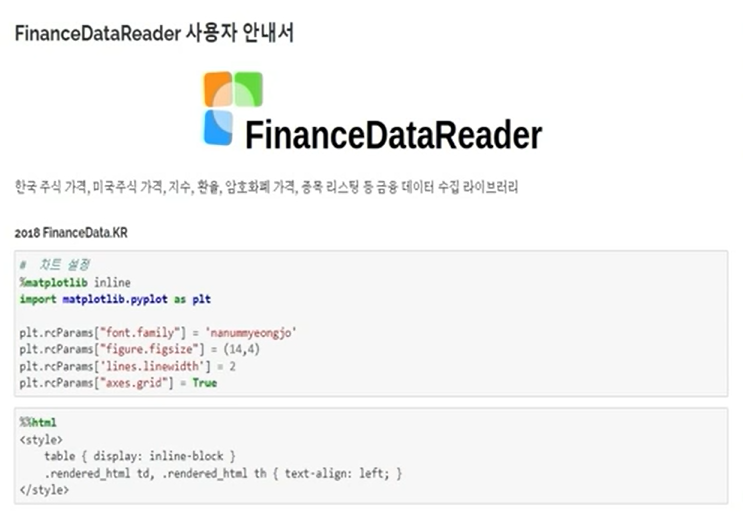 FinanceDataReader 사용자 안내서
FinanceDataReader
한국 주식 가격, 미국주식 가격, 지수, 환율, 암호화폐 가격, 종목 리스팅 등 금융 데이터 수집 라이브러리
2018 FinanceData.KR
# 차트 설정
%matplotlib inline
import matplotlib.pyplot as plt
plt.rcParams["font.family"] = 'nanummyeongjo'
plt.rcParams["figure.figsize"] = (14,4)
plt.rcParams['lines.linewidth'] = 2
plt.rcParams["axes.grid"] = True
%%html
<style>
    table { display: inline-block }
    .rendered_html td, .rendered_html th { text-align: left; }
</style>